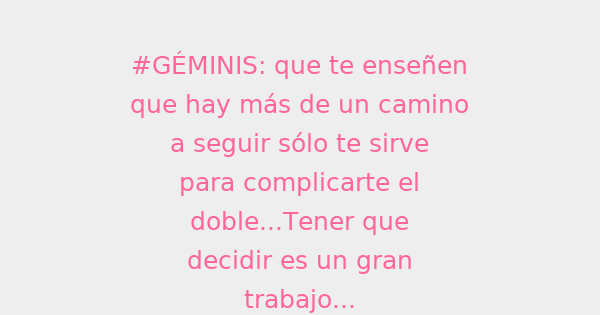 #GÉMINIS: que te enseñen
que hay más de un camino
a seguir sólo te sirve
para complicarte el
doble...Tener que
decidir es un gran
trabajo...